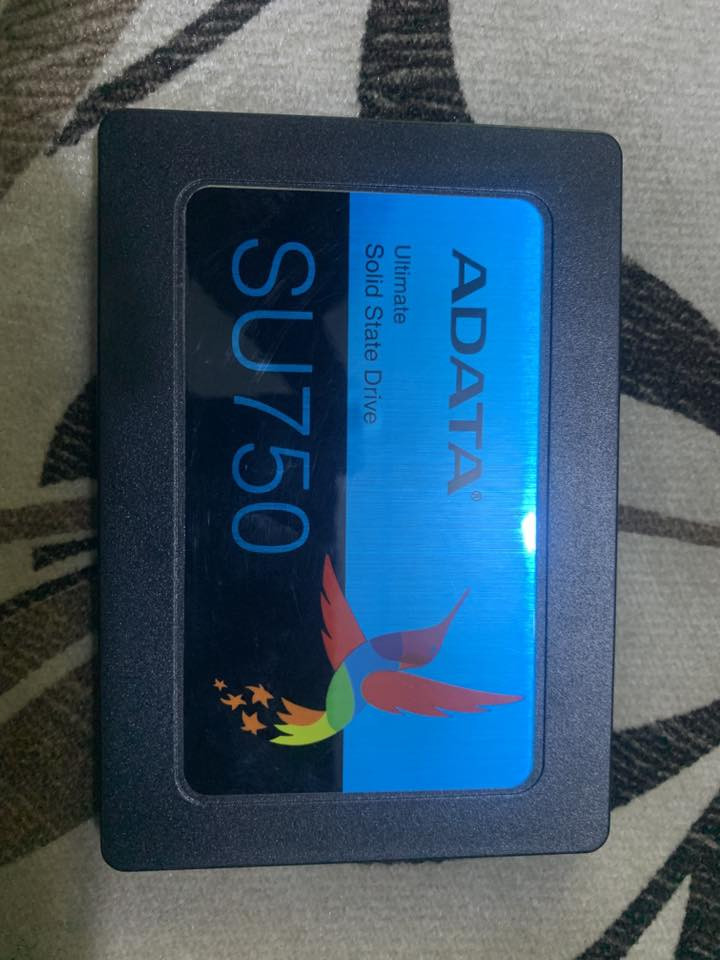 ADATA®
Ultimate
Solid State Drive
SU750